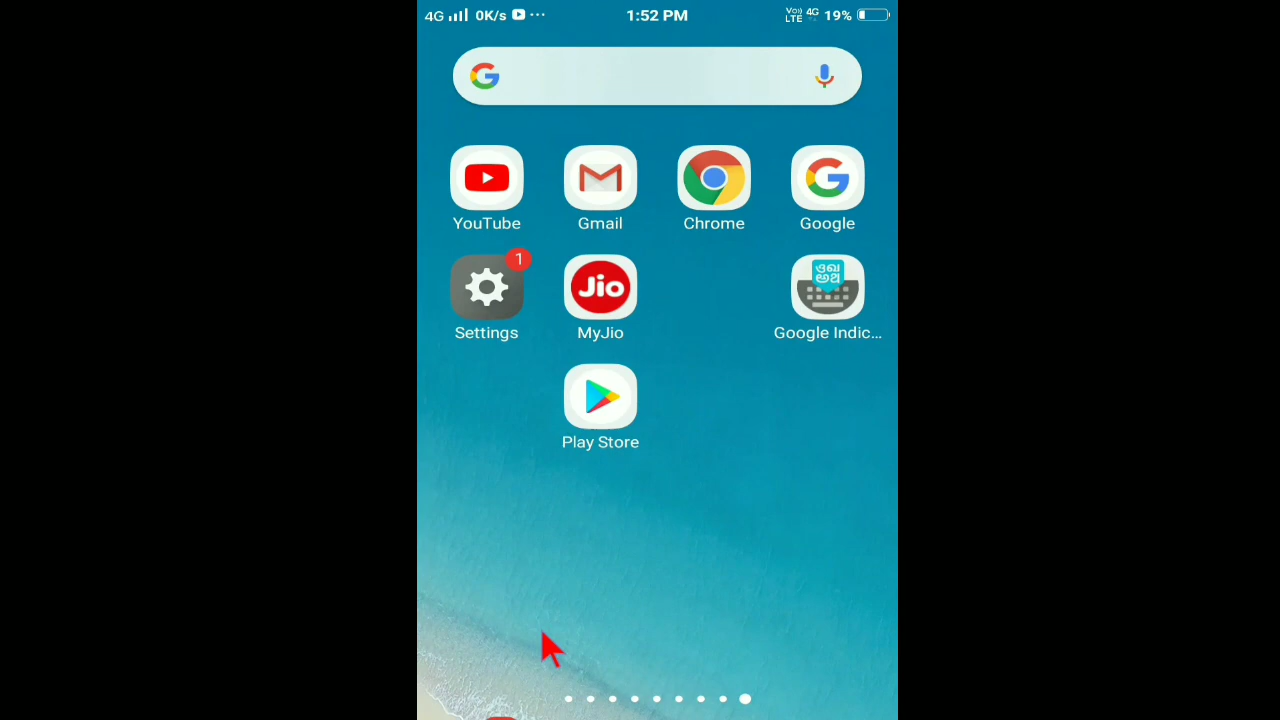 4G 0K/s 1:52 PM Vo)) LTE 4G 19%
YouTube Gmail Chrome Google
1
Jio
Settings MyJio Google Indic...
Play Store